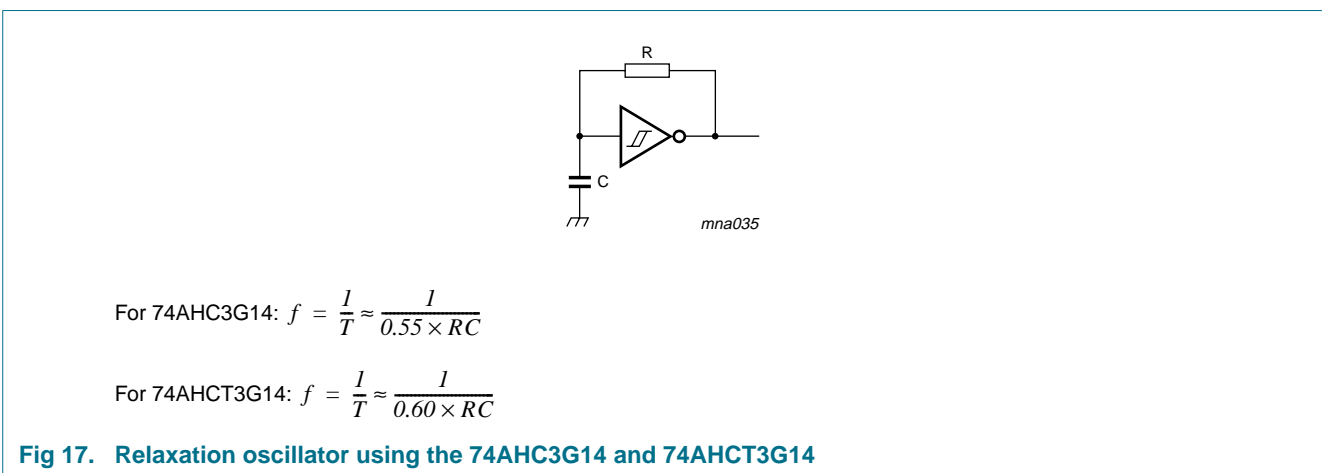 R
C
mna035
For 74AHC3G14: f = 1/T ≈ 1/(0.55 × RC)
For 74AHCT3G14: f = 1/T ≈ 1/(0.60 × RC)
Fig 17. Relaxation oscillator using the 74AHC3G14 and 74AHCT3G14